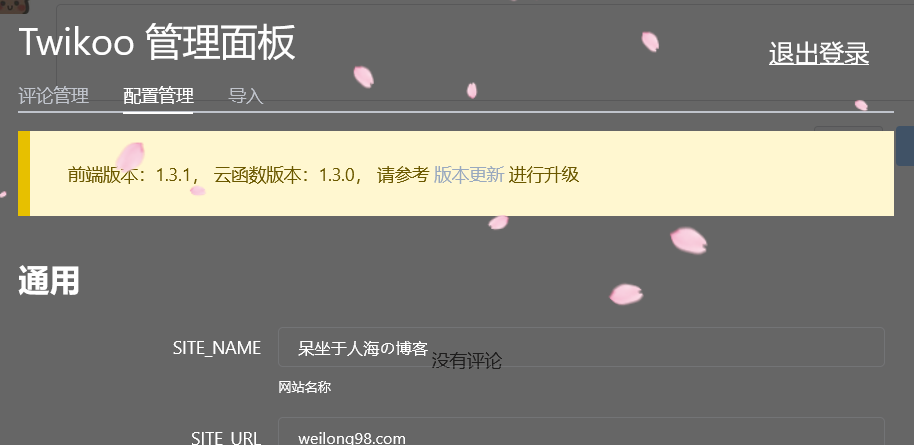 Twikoo 管理面板
退出登录
评论管理 配置管理 导入
前端版本：1.3.1， 云函数版本：1.3.0， 请参考 版本更新 进行升级
通用
SITE_NAME 呆坐于人海の博客
没有评论
网站名称
SITE_URL weilong98.com